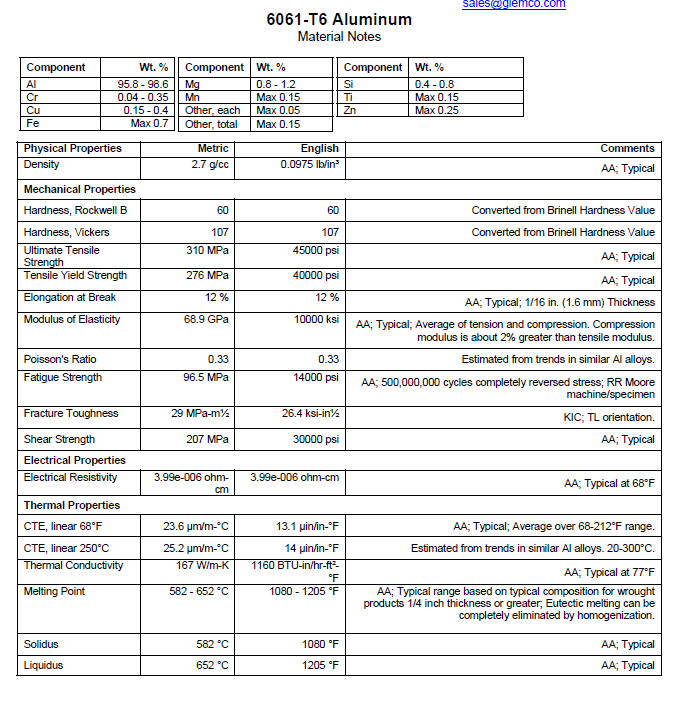 sales@glemco.com
6061-T6 Aluminum
Material Notes
Component Wt. % Component Wt. % Component Wt. %
Al 95.8 - 98.6 Mg 0.8 - 1.2 Si 0.4 - 0.8
Cr 0.04 - 0.35 Mn Max 0.15 Ti Max 0.15
Cu 0.15 - 0.4 Other, each Max 0.05 Zn Max 0.25
Fe Max 0.7 Other, total Max 0.15
Physical Properties Metric English Comments
Density 2.7 g/cc 0.0975 lb/in³ AA; Typical
Mechanical Properties
Hardness, Rockwell B 60 60 Converted from Brinell Hardness Value
Hardness, Vickers 107 107 Converted from Brinell Hardness Value
Ultimate Tensile
Strength 310 MPa 45000 psi AA; Typical
Tensile Yield Strength 276 MPa 40000 psi AA; Typical
Elongation at Break 12 % 12 % AA; Typical; 1/16 in. (1.6 mm) Thickness
Modulus of Elasticity 68.9 GPa 10000 ksi AA; Typical; Average of tension and compression. Compression
modulus is about 2% greater than tensile modulus.
Poisson's Ratio 0.33 0.33 Estimated from trends in similar Al alloys.
Fatigue Strength 96.5 MPa 14000 psi AA; 500,000,000 cycles completely reversed stress; RR Moore
machine/specimen
Fracture Toughness 29 MPa-m½ 26.4 ksi-in½ KIC; TL orientation.
Shear Strength 207 MPa 30000 psi AA; Typical
Electrical Properties
Electrical Resistivity 3.99e-006 ohm-
cm 3.99e-006 ohm-cm AA; Typical at 68°F
Thermal Properties
CTE, linear 68°F 23.6 µm/m-°C 13.1 µin/in-°F AA; Typical; Average over 68-212°F range.
CTE, linear 250°C 25.2 µm/m-°C 14 µin/in-°F Estimated from trends in similar Al alloys. 20-300°C.
Thermal Conductivity 167 W/m-K 1160 BTU-in/hr-ft²-
°F AA; Typical at 77°F
Melting Point 582 - 652 °C 1080 - 1205 °F AA; Typical range based on typical composition for wrought
products 1/4 inch thickness or greater; Eutectic melting can be
completely eliminated by homogenization.
Solidus 582 °C 1080 °F AA; Typical
Liquidus 652 °C 1205 °F AA; Typical